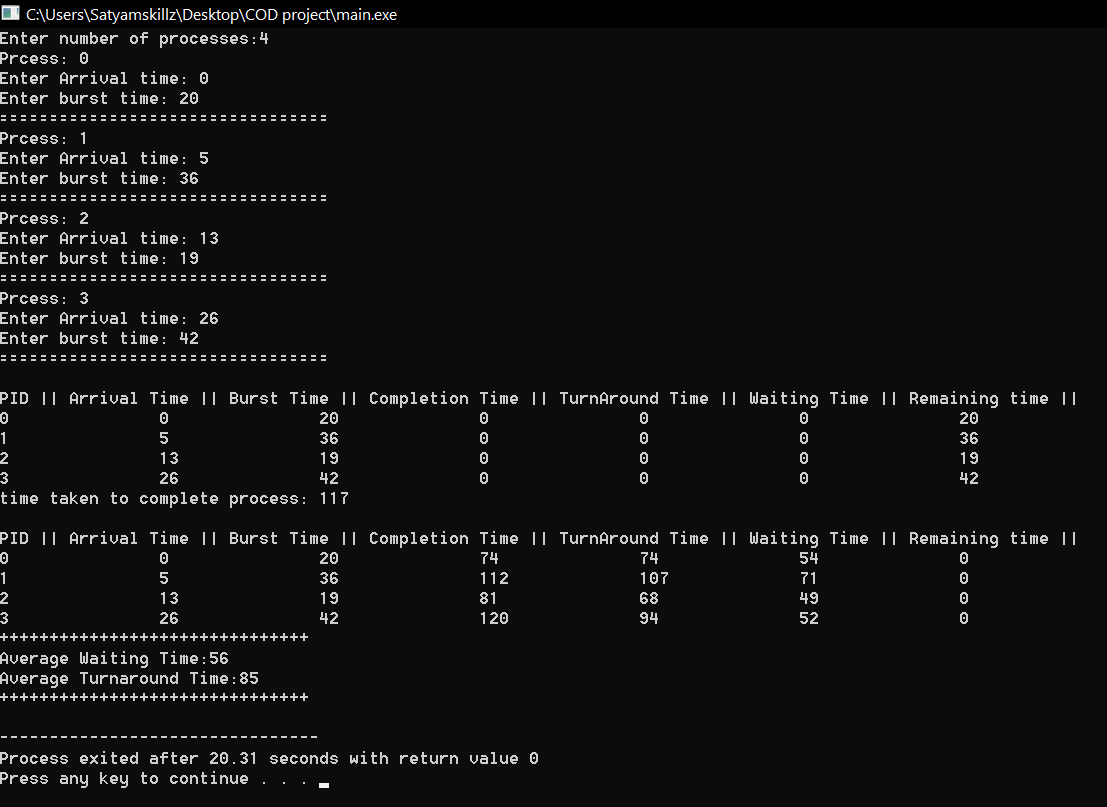 C:\Users\Satyamskillz\Desktop\COD project\main.exe
Enter number of processes:4
Prcess: 0
Enter Arrival time: 0
Enter burst time: 20
=================================
Prcess: 1
Enter Arrival time: 5
Enter burst time: 36
=================================
Prcess: 2
Enter Arrival time: 13
Enter burst time: 19
=================================
Prcess: 3
Enter Arrival time: 26
Enter burst time: 42
=================================
PID || Arrival Time || Burst Time || Completion Time || TurnAround Time || Waiting Time || Remaining time ||
0 0 20 0 0 0 20
1 5 36 0 0 0 36
2 13 19 0 0 0 19
3 26 42 0 0 0 42
time taken to complete process: 117
PID || Arrival Time || Burst Time || Completion Time || TurnAround Time || Waiting Time || Remaining time ||
0 0 20 74 74 54 0
1 5 36 112 107 71 0
2 13 19 81 68 49 0
3 26 42 120 94 52 0
+++++++++++++++++++++++++++++++
Average Waiting Time:56
Average Turnaround Time:85
+++++++++++++++++++++++++++++++
--------------------------------
Process exited after 20.31 seconds with return value 0
Press any key to continue . . .